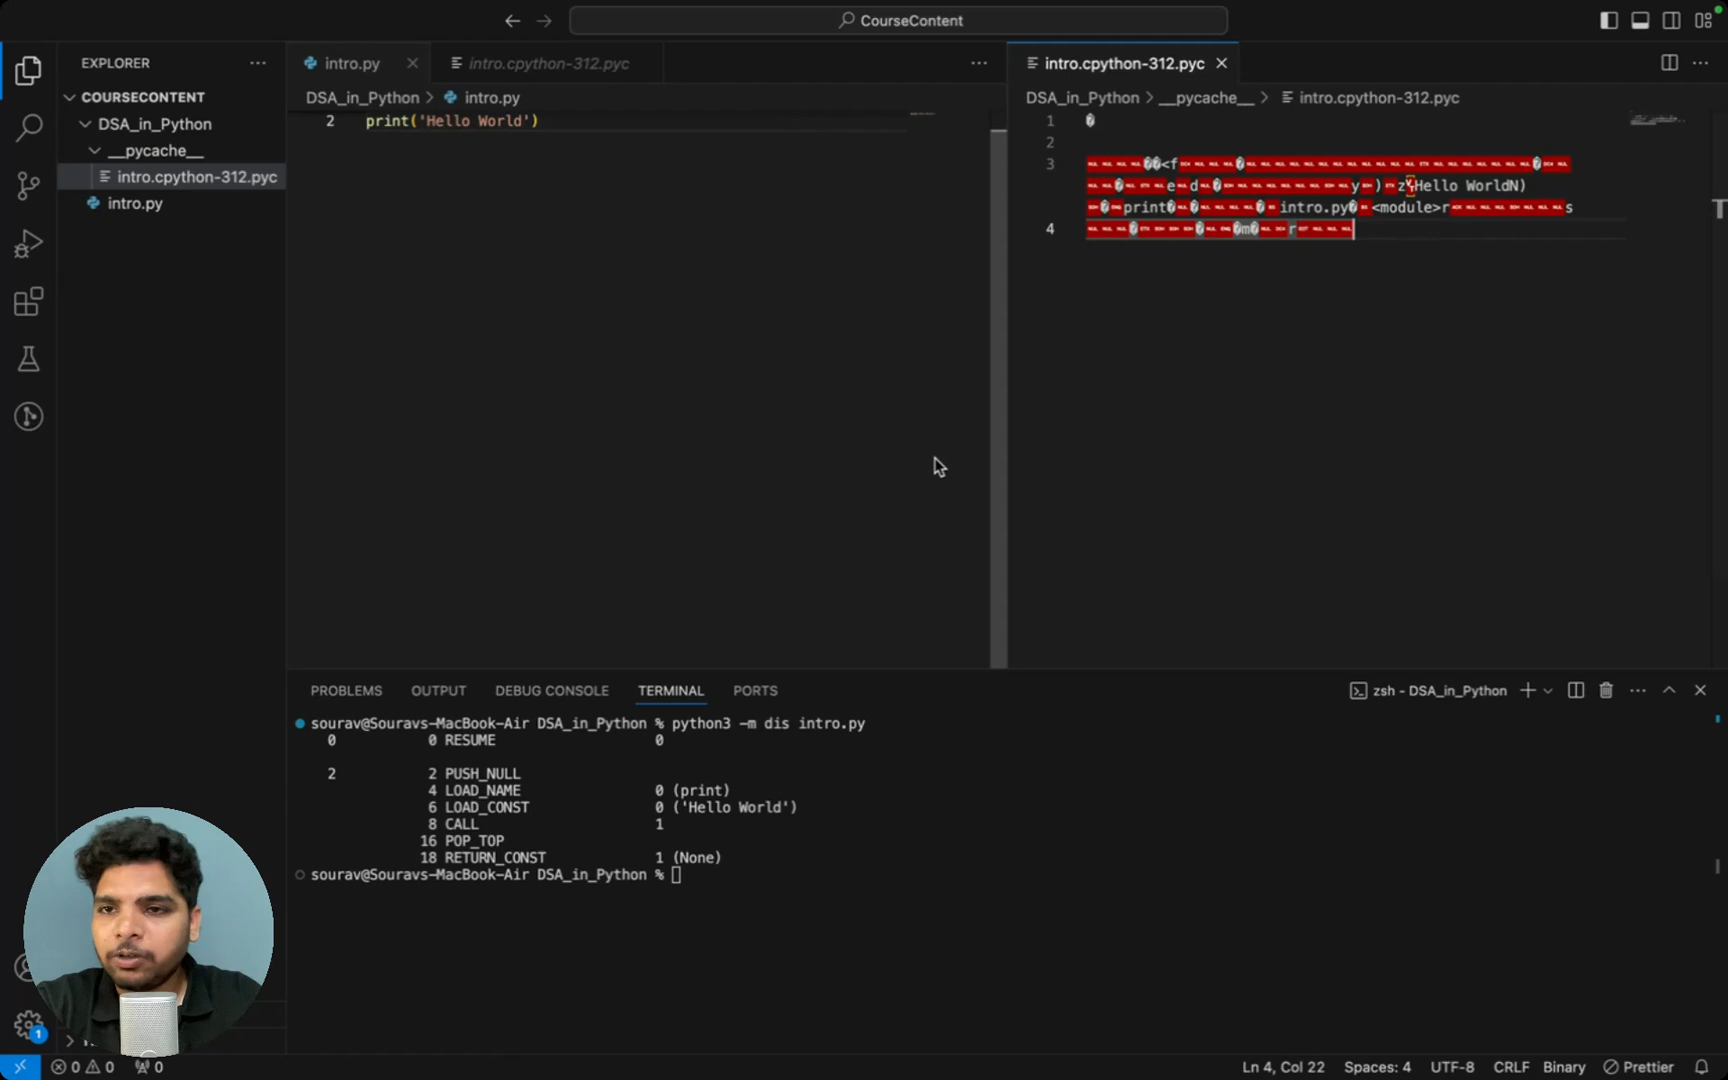 CourseContent
EXPLORER
COURSECONTENT
DSA_in_Python
__pycache__
intro.cpython-312.pyc
intro.py
intro.py
intro.cpython-312.pyc
DSA_in_Python > intro.py
2 print('Hello World')
intro.cpython-312.pyc
DSA_in_Python > __pycache__ > intro.cpython-312.pyc
1
2
3 <f
e d y ) z Hello WorldN)
print intro.py <module>r s
4 m r
PROBLEMS OUTPUT DEBUG CONSOLE TERMINAL PORTS
zsh - DSA_in_Python
sourav@Souravs-MacBook-Air DSA_in_Python % python3 -m dis intro.py
0 0 RESUME 0
2 2 PUSH_NULL
4 LOAD_NAME 0 (print)
6 LOAD_CONST 0 ('Hello World')
8 CALL 1
16 POP_TOP
18 RETURN_CONST 1 (None)
sourav@Souravs-MacBook-Air DSA_in_Python %
1
0 0 0
Ln 4, Col 22 Spaces: 4 UTF-8 CRLF Binary Prettier